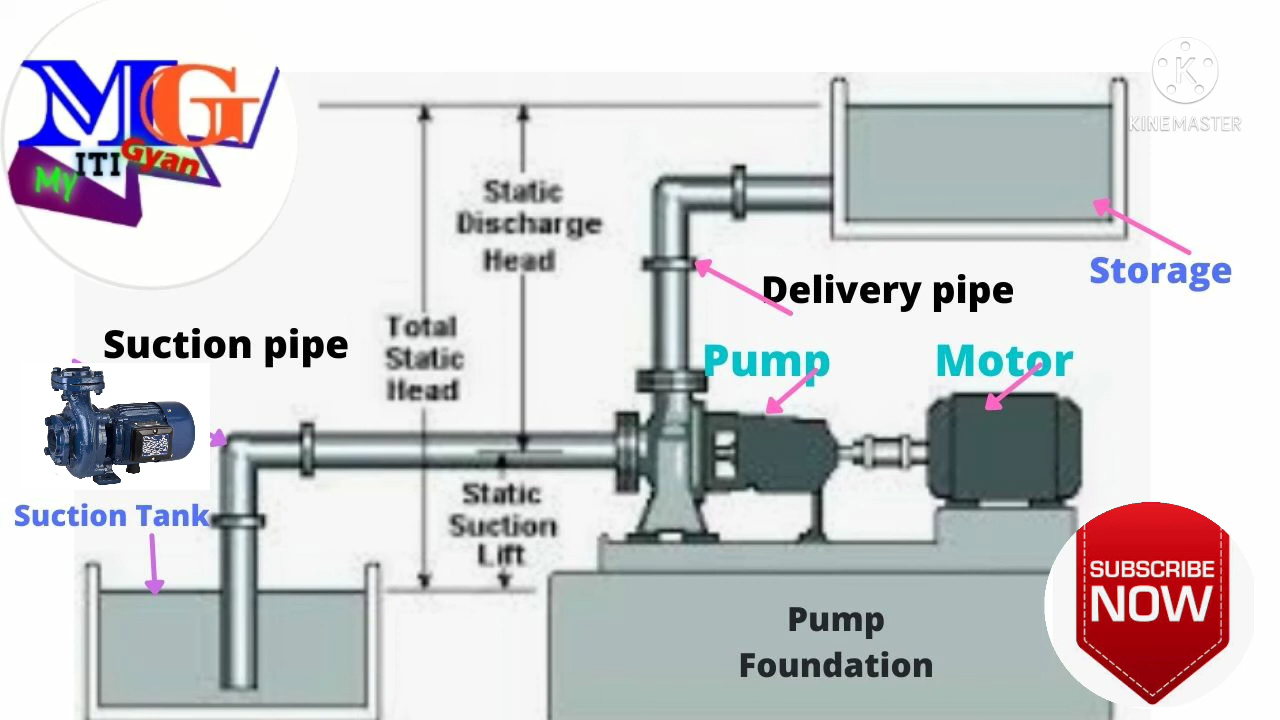 MG
My ITI Gyan
KINEMASTER
Static
Discharge
Head
Storage
Delivery pipe
Total
Static
Head
Suction pipe
Pump
Motor
Static
Suction
Lift
Suction Tank
SUBSCRIBE
NOW
Pump
Foundation